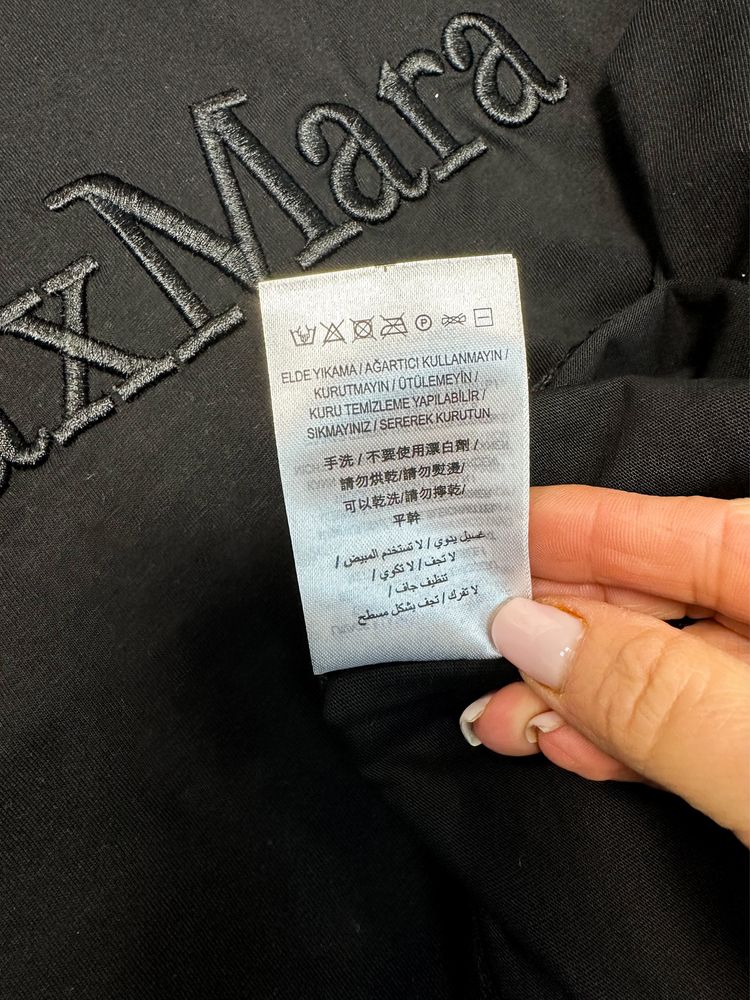 axMara
ELDE YIKAMA / AĞARTICI KULLANMAYIN /
KURUTMAYIN / ÜTÜLEMEYİN /
KURU TEMİZLEME YAPILABİLİR /
SIKMAYINIZ / SEREREK KURUTUN
手洗 / 不要使用漂白劑 /
請勿烘乾/請勿熨燙/
可以乾洗/請勿擰乾/
平幹
غسيل يدوي / لا تستخدم المبيض /
لا تجف / لا تكوي /
تنظيف جاف /
لا تفرك / تجف بشكل مسطح